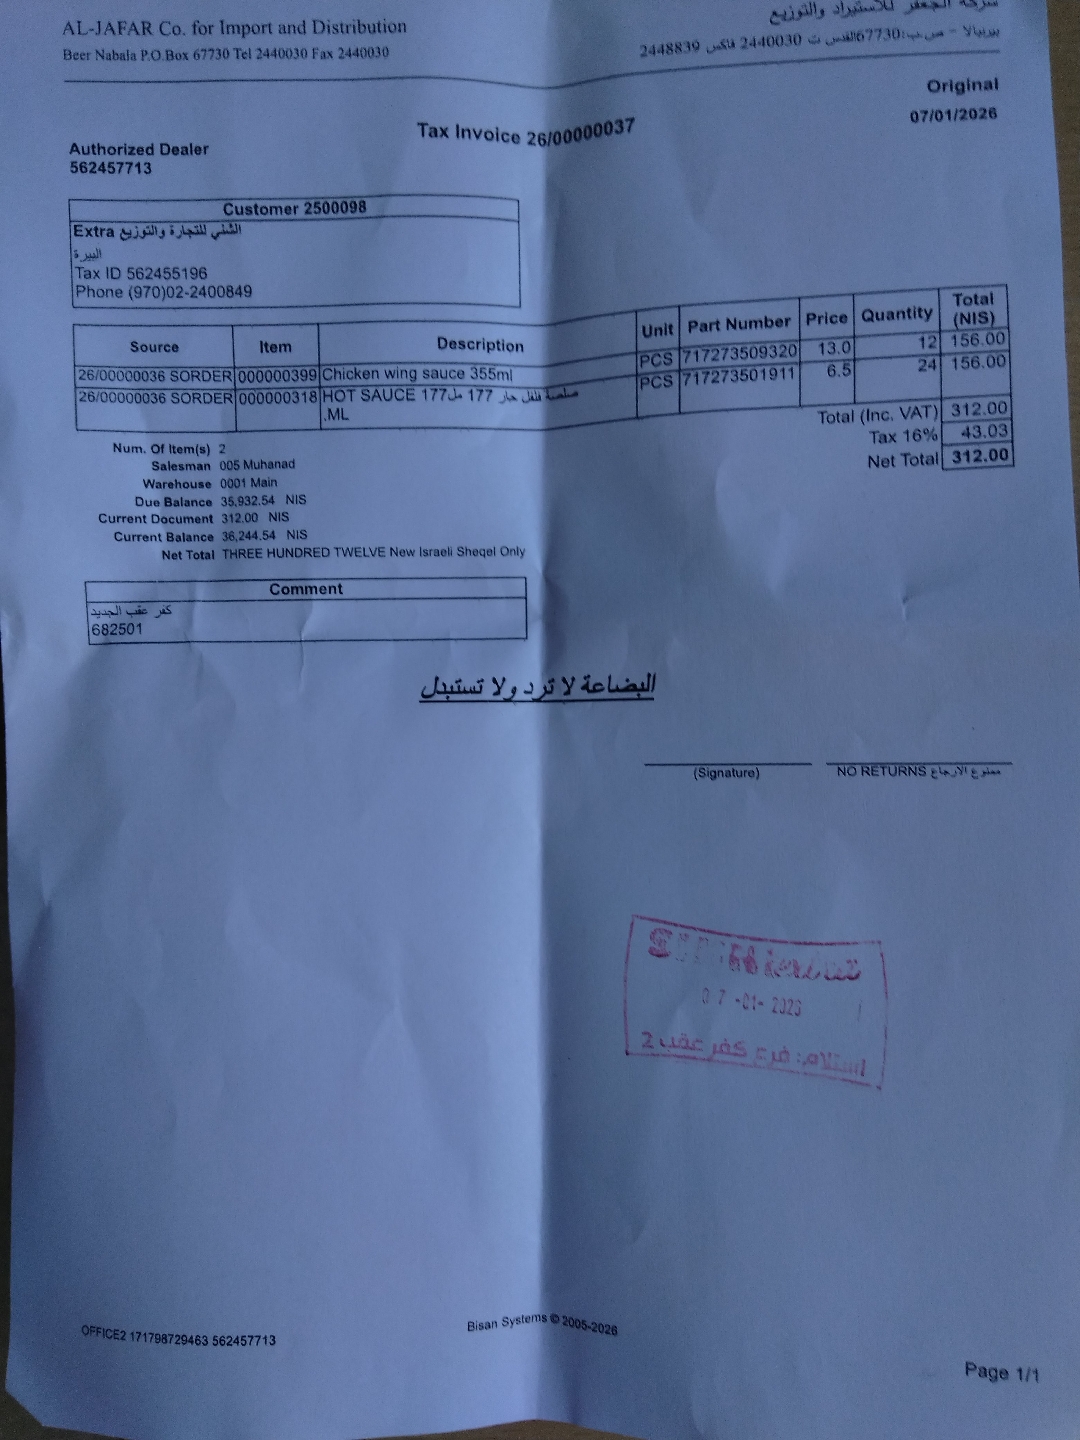 AL-JAFAR Co. for Import and Distribution
Beer Nabala P.O.Box 67730 Tel 2440030 Fax 2440030
شركة الجعفر للاستيراد والتوزيع
بيرنبالا - ص.ب:67730القدس ت 2440030 فاكس 2448839
Original
07/01/2026
Tax Invoice 26/00000037
Authorized Dealer
562457713
Customer 2500098
Extra الشني للتجارة والتوزيع
البيرة
Tax ID 562455196
Phone (970)02-2400849
Source Item Description Unit Part Number Price Quantity Total (NIS)
26/00000036 SORDER 000000399 Chicken wing sauce 355ml PCS 717273509320 13.0 12 156.00
26/00000036 SORDER 000000318 HOT SAUCE 177صلصة فلفل حار 177 مل PCS 717273501911 6.5 24 156.00
.ML
Total (Inc. VAT) 312.00
Tax 16% 43.03
Net Total 312.00
Num. Of Item(s) 2
Salesman 005 Muhanad
Warehouse 0001 Main
Due Balance 35,932.54 NIS
Current Document 312.00 NIS
Current Balance 36,244.54 NIS
Net Total THREE HUNDRED TWELVE New Israeli Sheqel Only
Comment
كفر عقب الجديد
682501
البضاعة لا ترد ولا تستبدل
(Signature)
NO RETURNS ممنوع الارجاع
07-01-2026
استلام: فرع كفر عقب 2
OFFICE2 171798729463 562457713
Bisan Systems © 2005-2026
Page 1/1